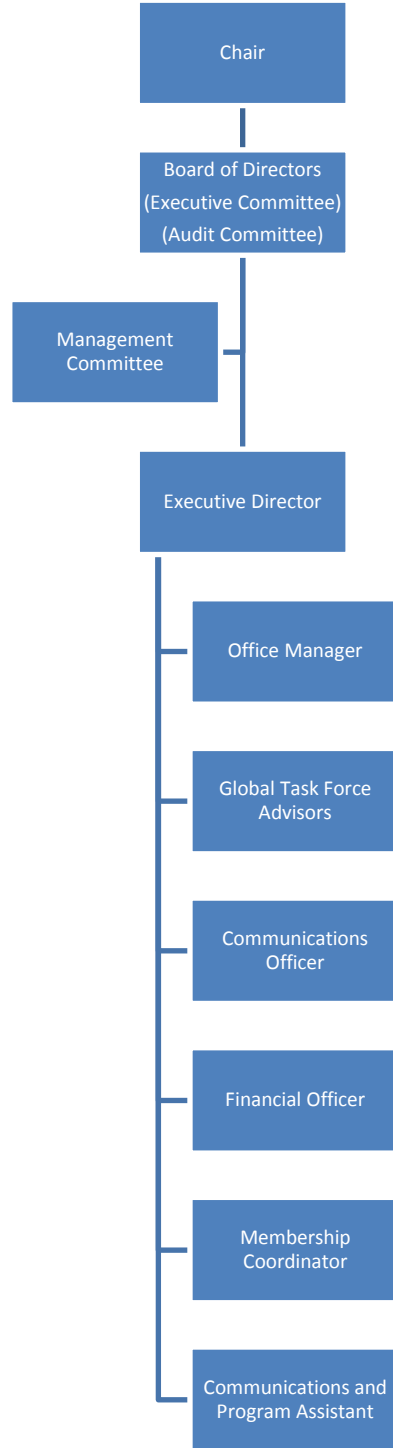 Chair
Board of Directors
(Executive Committee)
(Audit Committee)
Management
Committee
Executive Director
Office Manager
Global Task Force
Advisors
Communications
Officer
Financial Officer
Membership
Coordinator
Communications and
Program Assistant